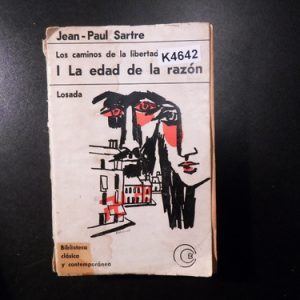 Jean-Paul Sartre
Los caminos de la libertad
K4642
I La edad de la razón
Losada
Biblioteca
clásica
y contemporánea